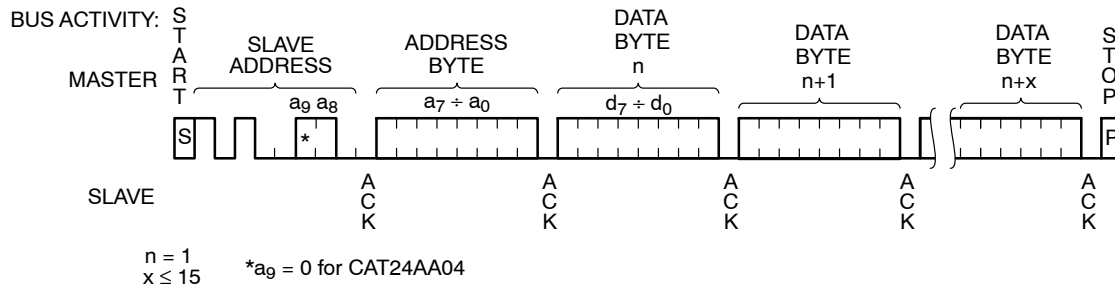 BUS ACTIVITY:
START
MASTER
SLAVE
ADDRESS
ADDRESS
BYTE
DATA
BYTE
n
DATA
BYTE
n+1
DATA
BYTE
n+x
STOP
a9 a8
a7 ÷ a0
d7 ÷ d0
S
*
P
SLAVE
ACK
ACK
ACK
ACK
ACK
n = 1
x ≤ 15
*a9 = 0 for CAT24AA04